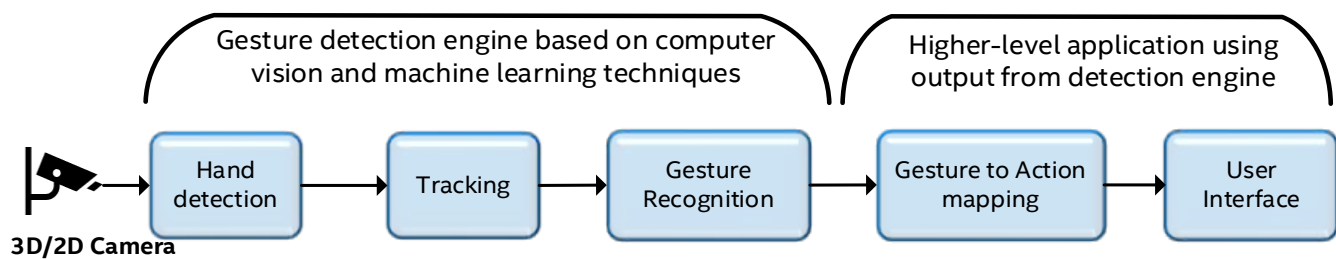 Gesture detection engine based on computer
vision and machine learning techniques
Higher-level application using
output from detection engine
Hand
detection
Tracking
Gesture
Recognition
Gesture to Action
mapping
User
Interface
3D/2D Camera